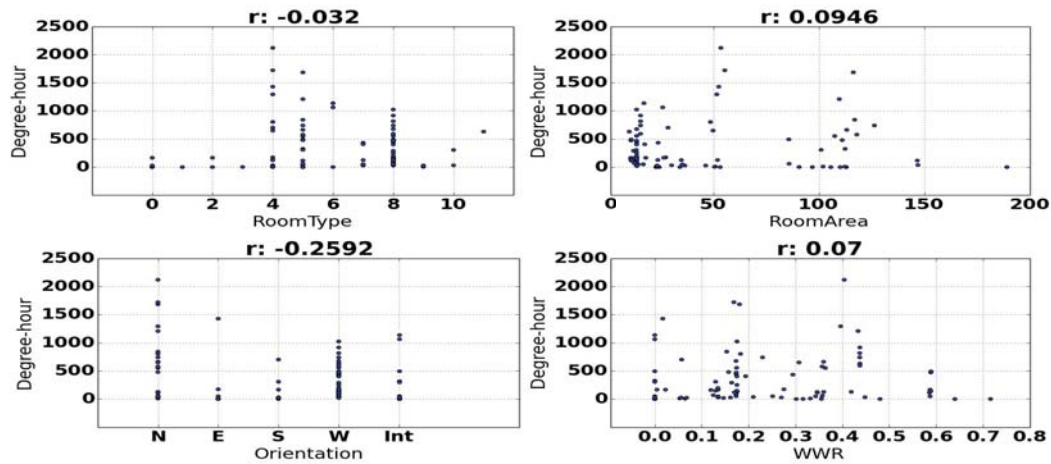 r: -0.032
2500
2000
1500
1000
500
0
Degree-hour
0 2 4 6 8 10
RoomType
r: 0.0946
2500
2000
1500
1000
500
0
Degree-hour
0 50 100 150 200
RoomArea
r: -0.2592
2500
2000
1500
1000
500
0
Degree-hour
N E S W Int
Orientation
r: 0.07
2500
2000
1500
1000
500
0
Degree-hour
0.0 0.1 0.2 0.3 0.4 0.5 0.6 0.7 0.8
WWR